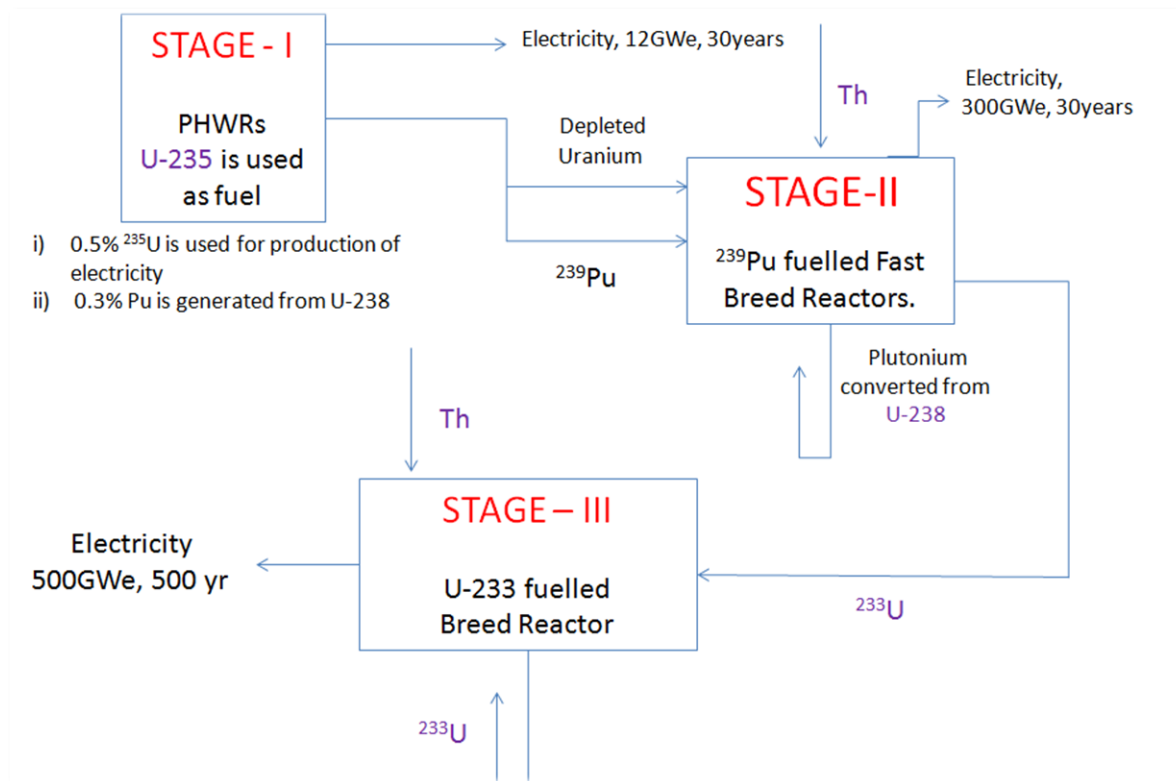 STAGE - I
PHWRs
U-235 is used
as fuel
Electricity, 12GWe, 30years
Th
Electricity,
300GWe, 30years
Depleted
Uranium
²³⁹Pu
STAGE-II
²³⁹Pu fuelled Fast
Breed Reactors.
i) 0.5% ²³⁵U is used for production of
electricity
ii) 0.3% Pu is generated from U-238
Plutonium
converted from
U-238
Th
STAGE – III
U-233 fuelled
Breed Reactor
Electricity
500GWe, 500 yr
²³³U
²³³U